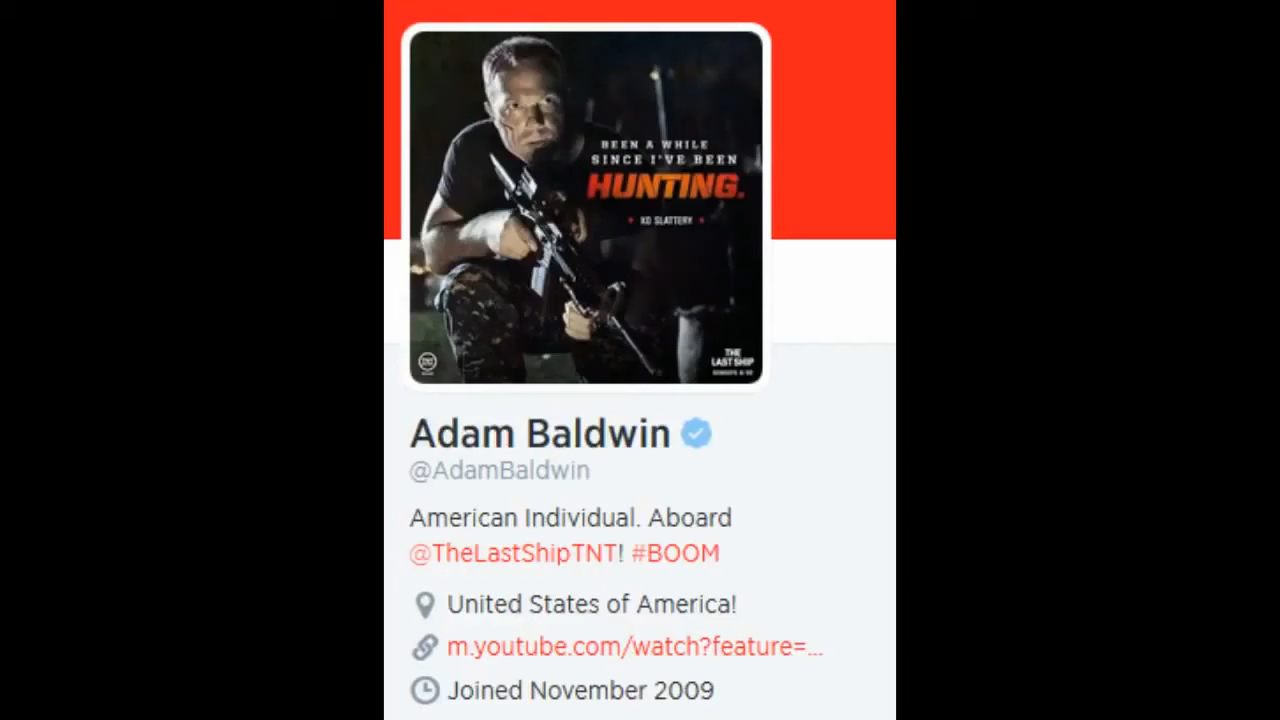 BEEN A WHILE
SINCE I'VE BEEN
HUNTING.
XO SLATTERY
THE
LAST SHIP
Adam Baldwin
@AdamBaldwin
American Individual. Aboard
@TheLastShipTNT! #BOOM
United States of America!
m.youtube.com/watch?feature=...
Joined November 2009